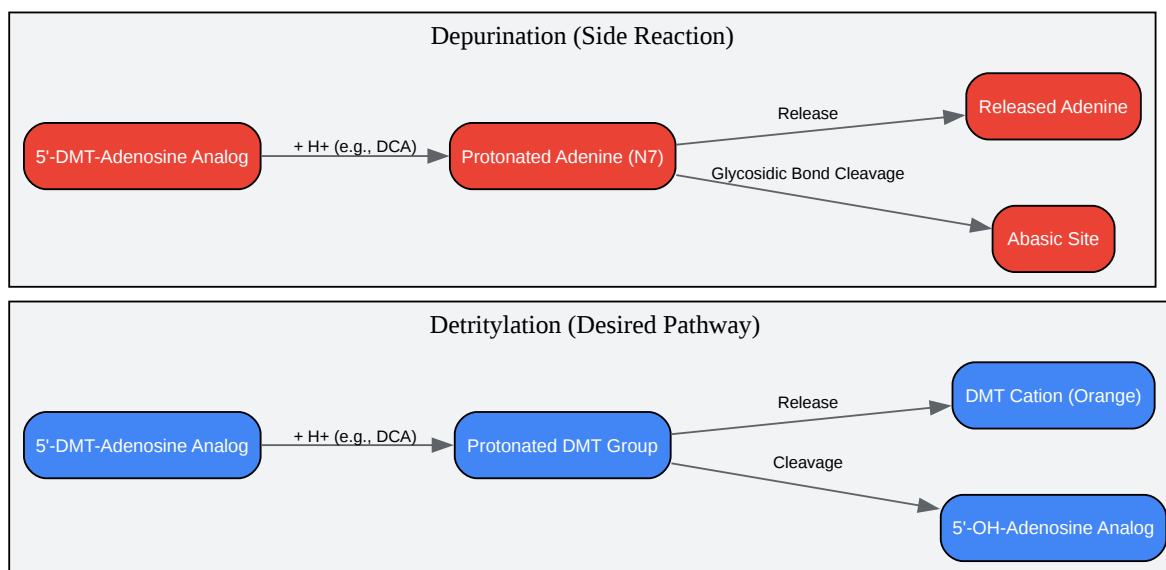 Depurination (Side Reaction)
5'-DMT-Adenosine Analog
+ H+ (e.g., DCA)
Protonated Adenine (N7)
Release
Released Adenine
Glycosidic Bond Cleavage
Abasic Site
Detritylation (Desired Pathway)
5'-DMT-Adenosine Analog
+ H+ (e.g., DCA)
Protonated DMT Group
Release
DMT Cation (Orange)
Cleavage
5'-OH-Adenosine Analog